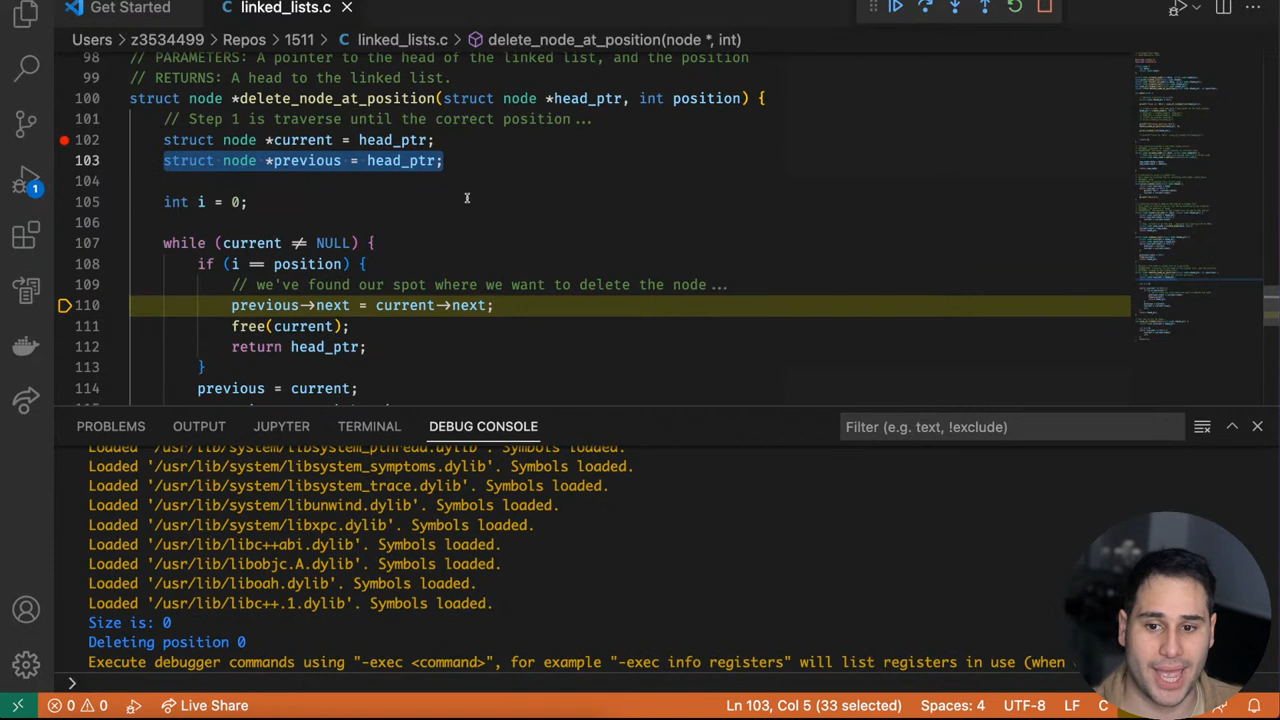 Get Started
C linked_lists.c
Users > z3534499 > Repos > 1511 > C linked_lists.c > delete_node_at_position(node *, int)
98 // PARAMETERS: A pointer to the head of the linked list, and the position
99 // RETURNS: A head to the linked list.
100 struct node *delete_node_at_position(struct node *head_ptr, int position) {
101 // Step 1 is traverse until the correct position...
102 struct node *current = head_ptr;
103 struct node *previous = head_ptr;
104
105 int i = 0;
106
107 while (current ≠ NULL) {
108 if (i == position) {
109 // we've found our spot where we want to delete the node...
110 previous→next = current→next;
111 free(current);
112 return head_ptr;
113 }
114 previous = current;
1
PROBLEMS OUTPUT JUPYTER TERMINAL DEBUG CONSOLE
Filter (e.g. text, !exclude)
Loaded '/usr/lib/system/libsystem_pthread.dylib'. Symbols loaded.
Loaded '/usr/lib/system/libsystem_symptoms.dylib'. Symbols loaded.
Loaded '/usr/lib/system/libsystem_trace.dylib'. Symbols loaded.
Loaded '/usr/lib/system/libunwind.dylib'. Symbols loaded.
Loaded '/usr/lib/system/libxpc.dylib'. Symbols loaded.
Loaded '/usr/lib/libc++abi.dylib'. Symbols loaded.
Loaded '/usr/lib/libobjc.A.dylib'. Symbols loaded.
Loaded '/usr/lib/liboah.dylib'. Symbols loaded.
Loaded '/usr/lib/libc++.1.dylib'. Symbols loaded.
Size is: 0
Deleting position 0
Execute debugger commands using "-exec <command>", for example "-exec info registers" will list registers in use (when
>
0 0 Live Share Ln 103, Col 5 (33 selected) Spaces: 4 UTF-8 LF C